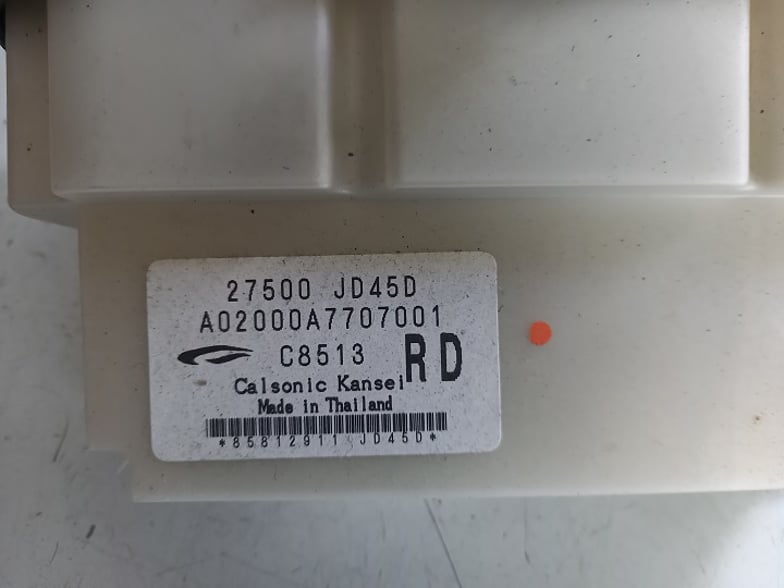 27500 JD45D
A02000A7707001
C8513 RD
Calsonic Kansei
Made in Thailand
*85812911 JD45D*